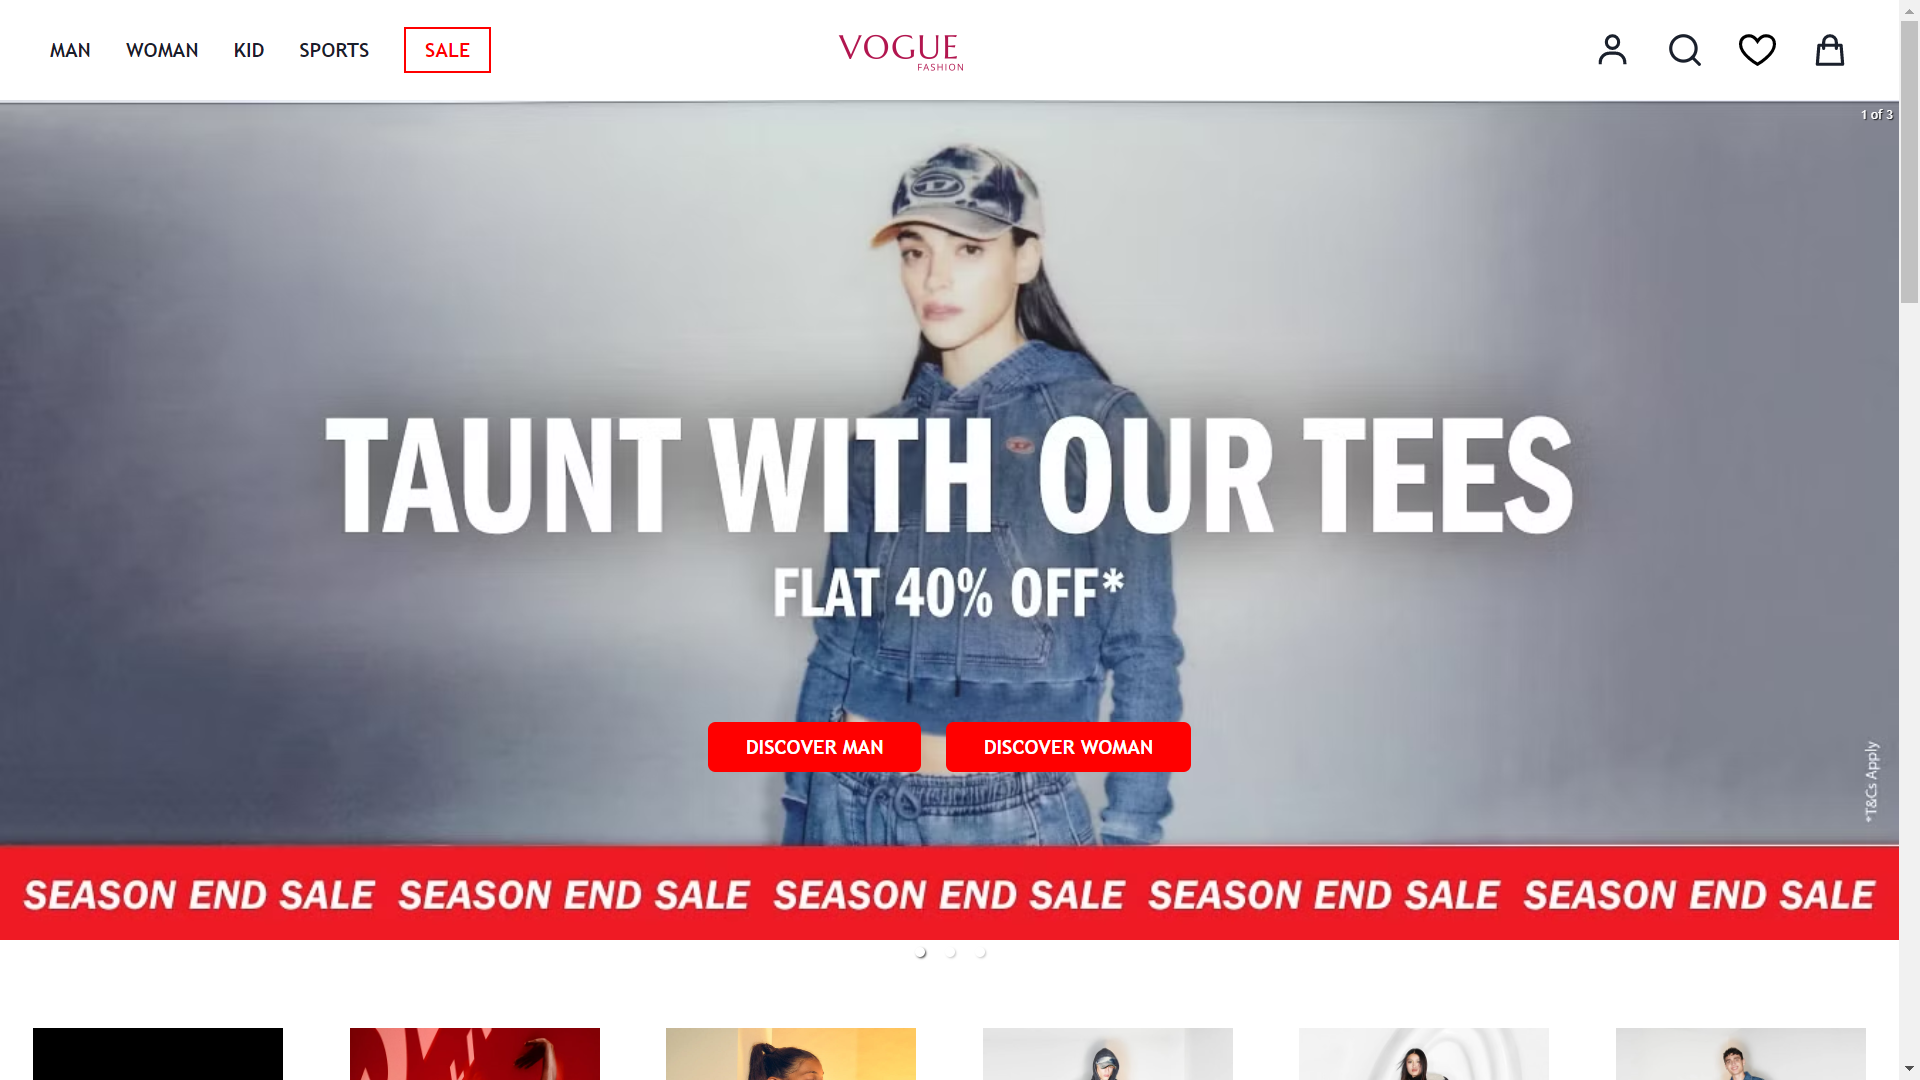 MAN WOMAN KID SPORTS SALE
VOGUE
FASHION
1 of 3
TAUNT WITH OUR TEES
FLAT 40% OFF*
DISCOVER MAN DISCOVER WOMAN
*T&Cs Apply
SEASON END SALE SEASON END SALE SEASON END SALE SEASON END SALE SEASON END SALE